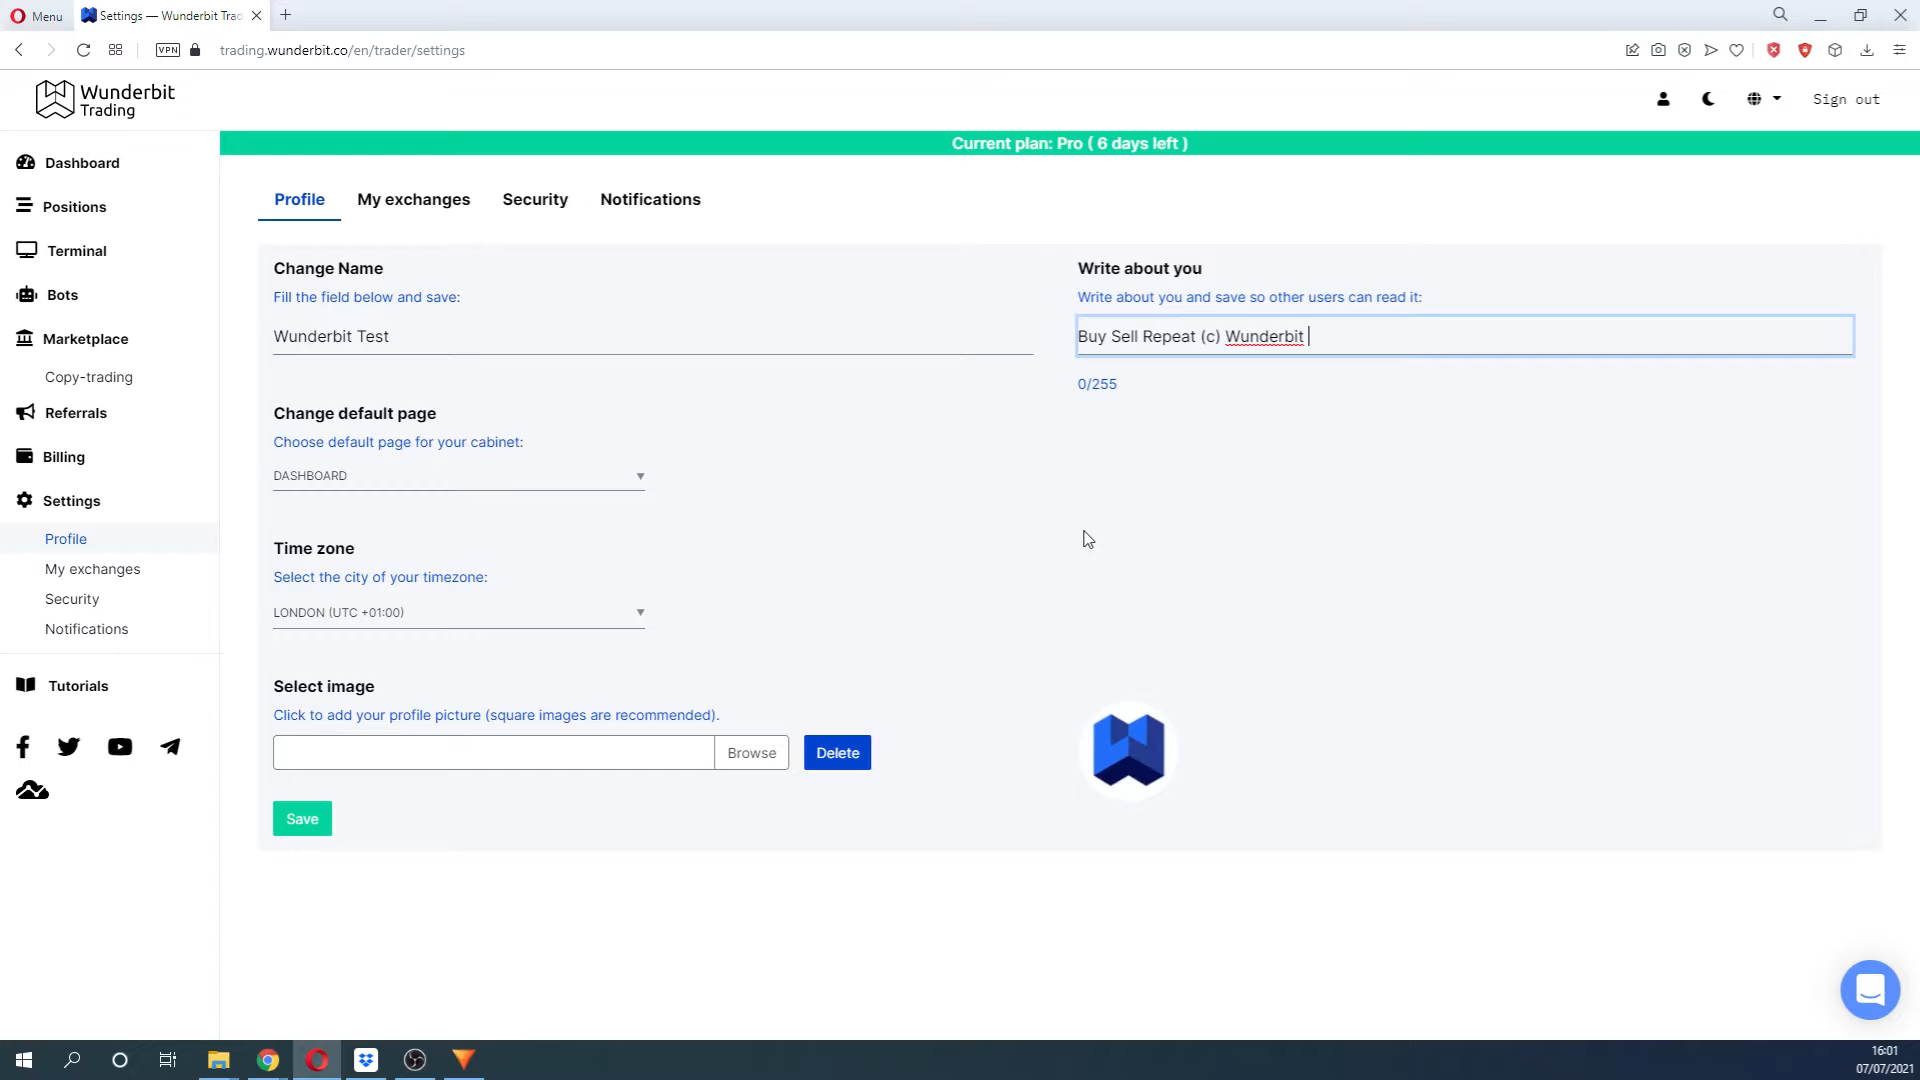 Menu
Settings — Wunderbit Trad
VPN
trading.wunderbit.co/en/trader/settings
Wunderbit
Trading
Sign out
Current plan: Pro ( 6 days left )
Dashboard
Positions
Terminal
Bots
Marketplace
Copy-trading
Referrals
Billing
Settings
Profile
My exchanges
Security
Notifications
Tutorials
Profile
My exchanges
Security
Notifications
Change Name
Fill the field below and save:
Wunderbit Test
Write about you
Write about you and save so other users can read it:
Buy Sell Repeat (c) Wunderbit
0/255
Change default page
Choose default page for your cabinet:
DASHBOARD
Time zone
Select the city of your timezone:
LONDON (UTC +01:00)
Select image
Click to add your profile picture (square images are recommended).
Browse
Delete
Save
16:01
07/07/2021